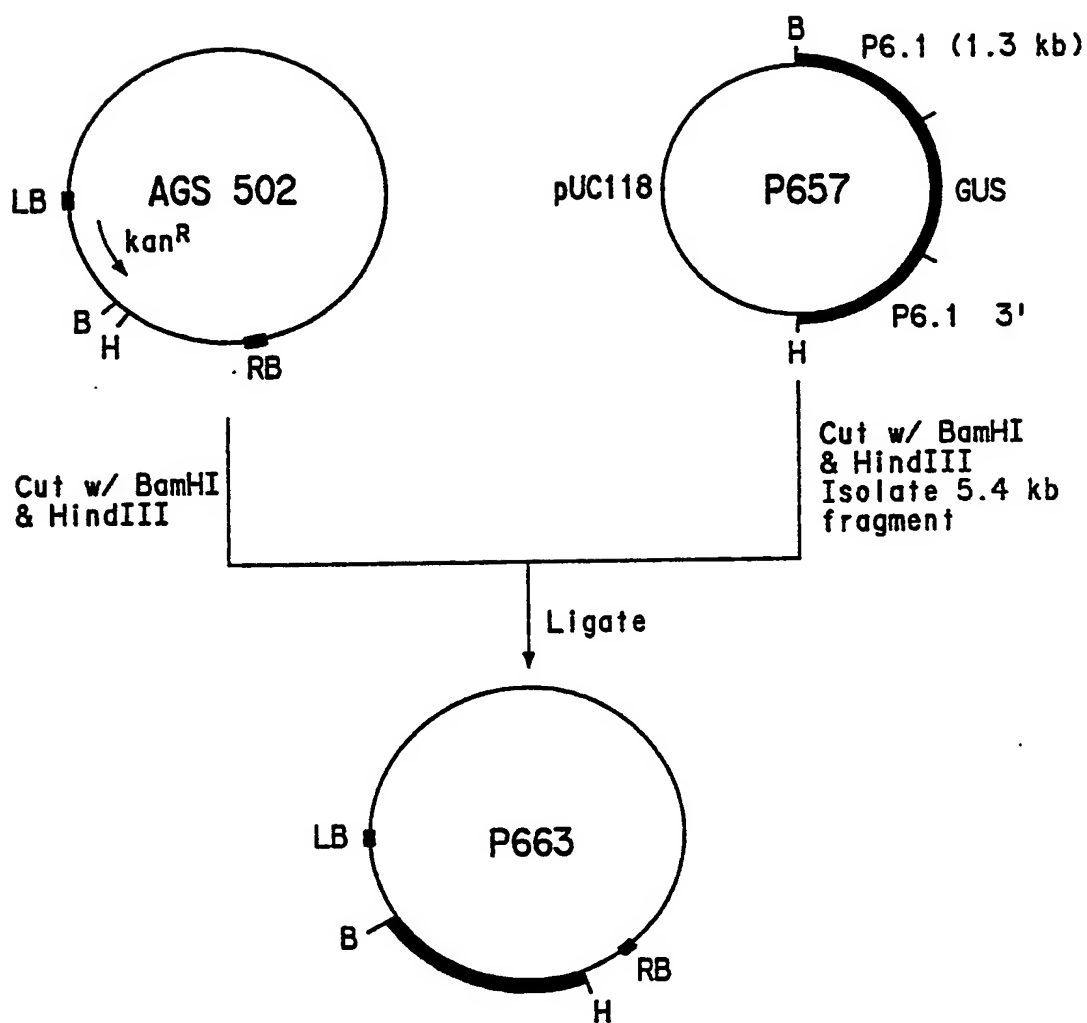 B
P6.1 (1.3 kb)
AGS 502
pUC118
P657
GUS
LB
kanR
B
H
RB
P6.1 3'
H
Cut w/ BamHI
& HindIII
Cut w/ BamHI
& HindIII
Isolate 5.4 kb
fragment
Ligate
LB
P663
B
RB
H